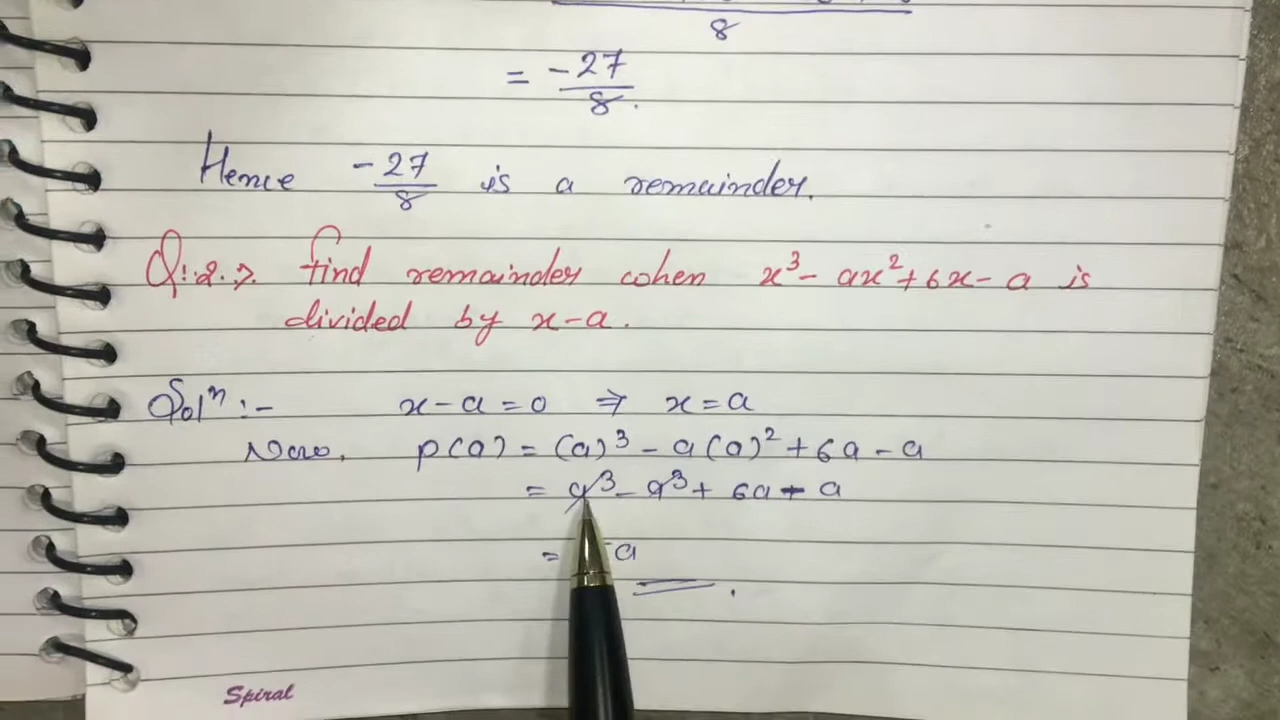 8
= -27/8.
Hence -27/8 is a remainder.
Q:2.7. find remainder when x³ - ax² + 6x - a is
divided by x-a.
Solⁿ :- x-a=0 ⇒ x=a
Now, p(a) = (a)³ - a(a)² + 6a - a
= a³ - a³ + 6a - a
= a
Spiral